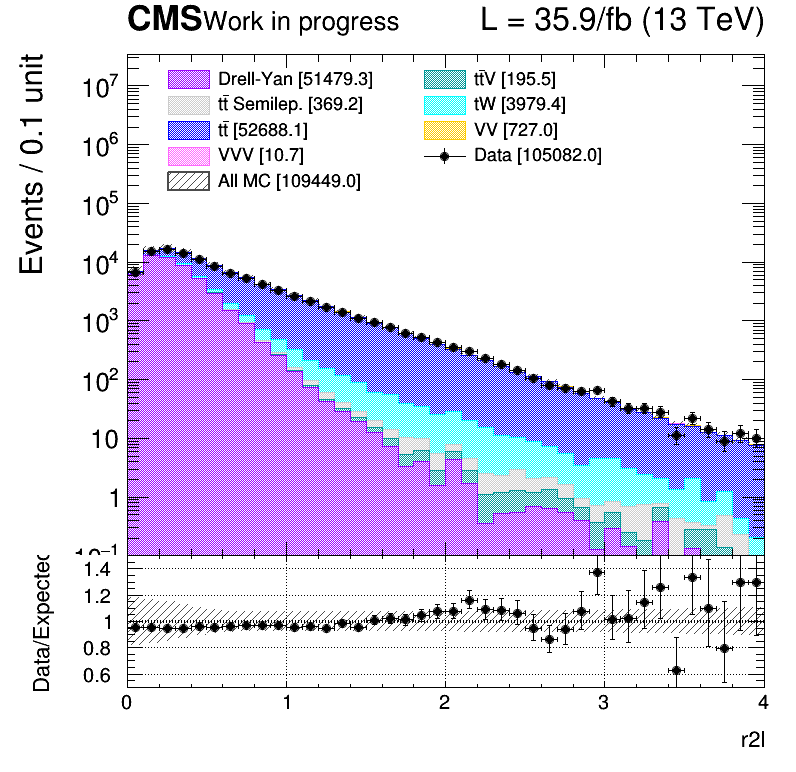 CMS Work in progress L = 35.9/fb (13 TeV)
Events / 0.1 unit
10⁷
10⁶
10⁵
10⁴
10³
10²
10
1
10⁻¹
Drell-Yan [51479.3]
tt̄ Semilep. [369.2]
tt̄ [52688.1]
VVV [10.7]
All MC [109449.0]
tt̄V [195.5]
tW [3979.4]
VV [727.0]
Data [105082.0]
Data/Expected
1.4
1.2
1
0.8
0.6
0 1 2 3 4
r2l